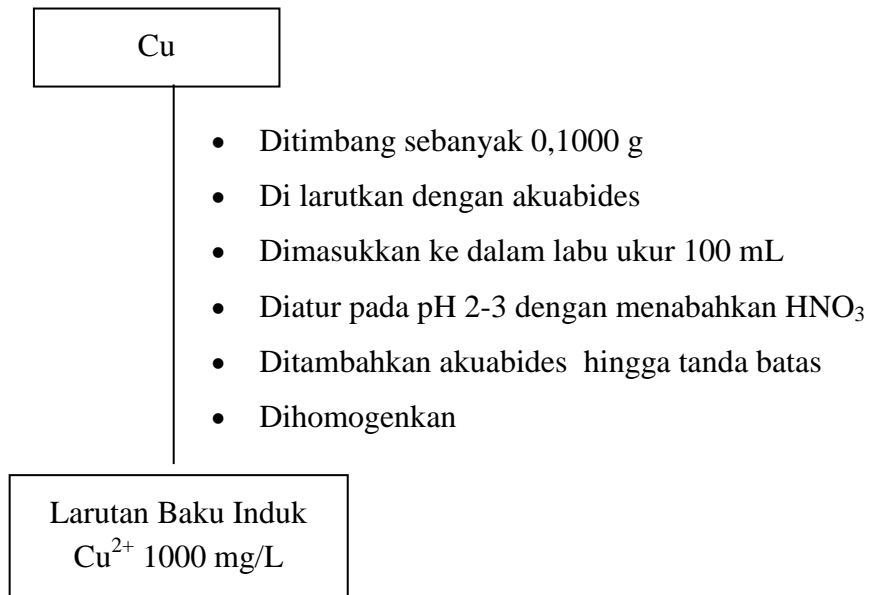 Cu
• Ditimbang sebanyak 0,1000 g
• Di larutkan dengan akuabides
• Dimasukkan ke dalam labu ukur 100 mL
• Diatur pada pH 2-3 dengan menabahkan HNO₃
• Ditambahkan akuabides hingga tanda batas
• Dihomogenkan
Larutan Baku Induk
Cu²⁺ 1000 mg/L